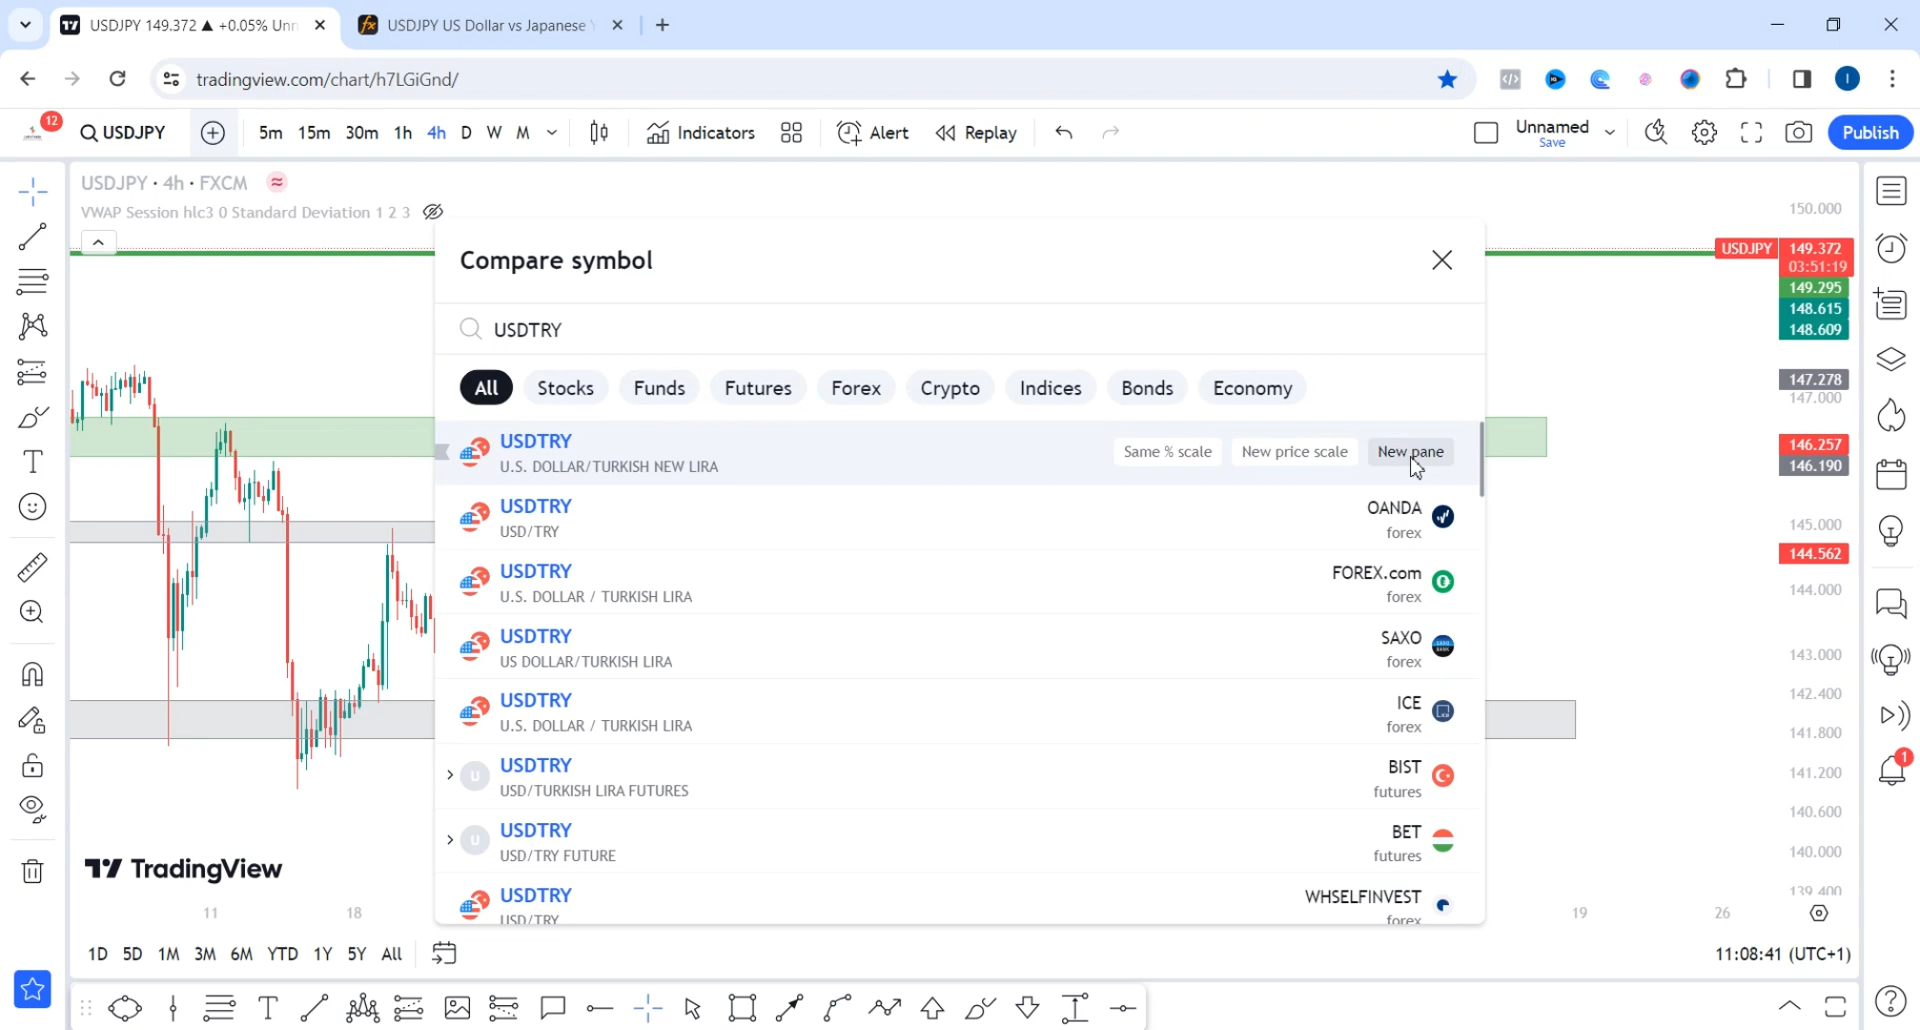 USDJPY 149.372 ▲ +0.05% Unn
USDJPY US Dollar vs Japanese
tradingview.com/chart/h7LGiGnd/
12
USDJPY
5m 15m 30m 1h 4h D W M
Indicators
Alert
Replay
Unnamed
Save
Publish
USDJPY • 4h • FXCM
VWAP Session hlc3 0 Standard Deviation 1 2 3
150.000
USDJPY 149.372
03:51:19
149.295
148.615
148.609
147.278
147.000
146.257
146.190
145.000
144.562
144.000
143.000
142.400
141.800
141.200
140.600
140.000
139.400
Compare symbol
USDTRY
All Stocks Funds Futures Forex Crypto Indices Bonds Economy
USDTRY
U.S. DOLLAR/TURKISH NEW LIRA
Same % scale New price scale New pane
USDTRY
USD/TRY
OANDA
forex
USDTRY
U.S. DOLLAR / TURKISH LIRA
FOREX.com
forex
USDTRY
US DOLLAR/TURKISH LIRA
SAXO
forex
USDTRY
U.S. DOLLAR / TURKISH LIRA
ICE
forex
USDTRY
USD/TURKISH LIRA FUTURES
BIST
futures
USDTRY
USD/TRY FUTURE
BET
futures
USDTRY
USD/TRY
WHSELFINVEST
forex
TradingView
11 18 19 26
1D 5D 1M 3M 6M YTD 1Y 5Y All
11:08:41 (UTC+1)
1